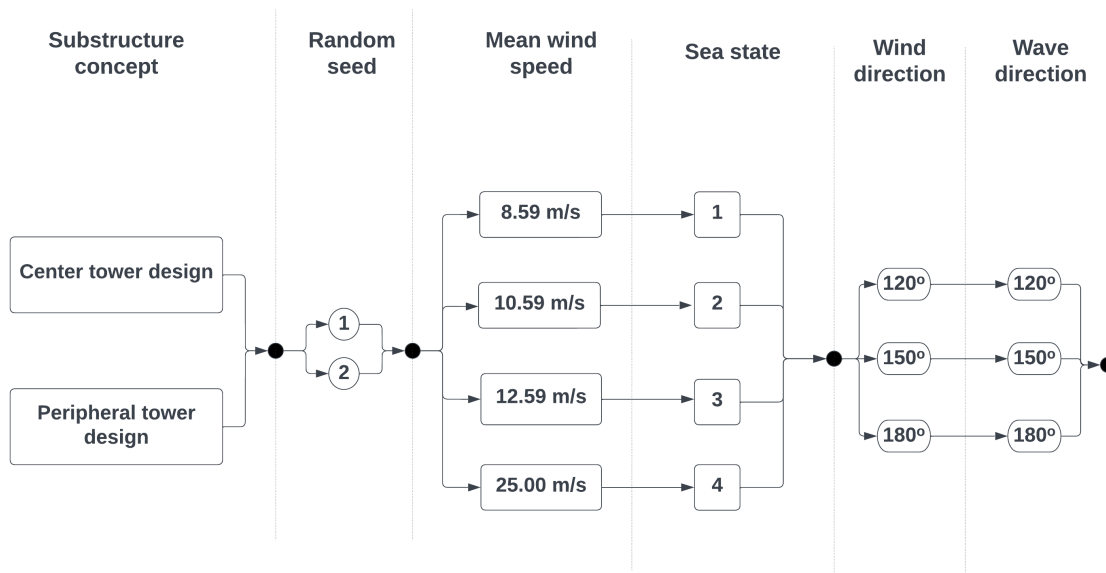 Substructure
concept
Random
seed
Mean wind
speed
Sea state
Wind
direction
Wave
direction
Center tower design
Peripheral tower
design
1
2
8.59 m/s
10.59 m/s
12.59 m/s
25.00 m/s
1
2
3
4
120º
150º
180º
120º
150º
180º